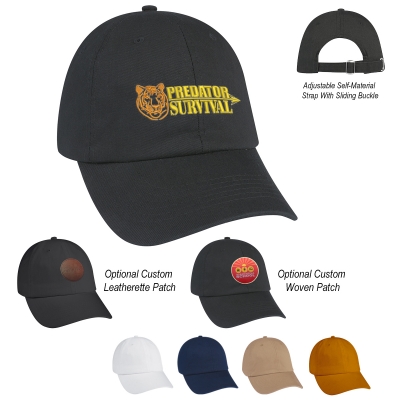 PREDATOR
SURVIVAL
Adjustable Self-Material
Strap With Sliding Buckle
Optional Custom
Leatherette Patch
Optional Custom
Woven Patch